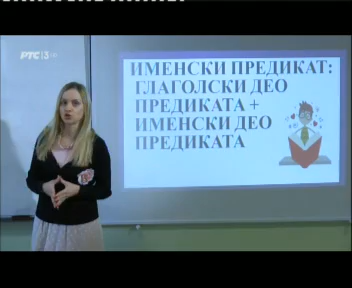 РТС 3
ИМЕНСКИ ПРЕДИКАТ:
ГЛАГОЛСКИ ДЕО
ПРЕДИКАТА +
ИМЕНСКИ ДЕО
ПРЕДИКАТА